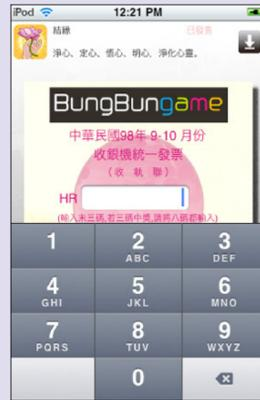 iPod 12:21 PM
結緣 已發售
淨心、定心、悟心、明心、淨化心靈。
BungBungame
中華民國98年 9-10 月份
收銀機統一發票
(收 執 聯)
HR
(輸入末三碼,若三碼中獎,請將八碼都輸入)
1 2 3
ABC DEF
4 5 6
GHI JKL MNO
7 8 9
PQRS TUV WXYZ
0